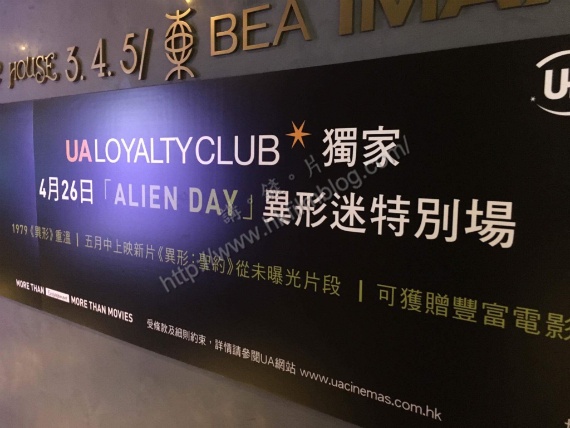 HOUSE 3. 4. 5/ 東 BEA IMA
UA LOYALTY CLUB 獨家
4月26日「ALIEN DAY」異形迷特別場
1979《異形》重溫 | 五月中上映新片《異形：聖約》從未曝光片段 | 可獲贈豐富電影
MORE THAN MORE THAN MOVIES
受條款及細則約束，詳情請參閱UA網站 www.uacinemas.com.hk